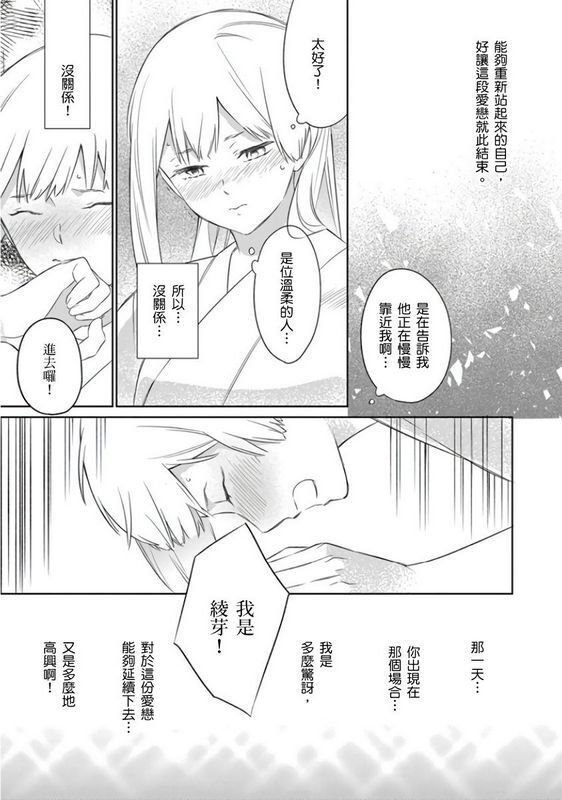 能夠重新站起來的自己，
好讓這段愛戀就此結束。
是在告訴我
他正在慢慢
靠近我啊…
太好了！
是位溫柔的人…
所以…
沒關係…
沒關係！
進去囉！
我是
綾芽！
那一天…
你出現在
那個場合…
我是
多麼驚訝，
對於這份愛戀
能夠延續下去…
又是多麼地
高興啊！